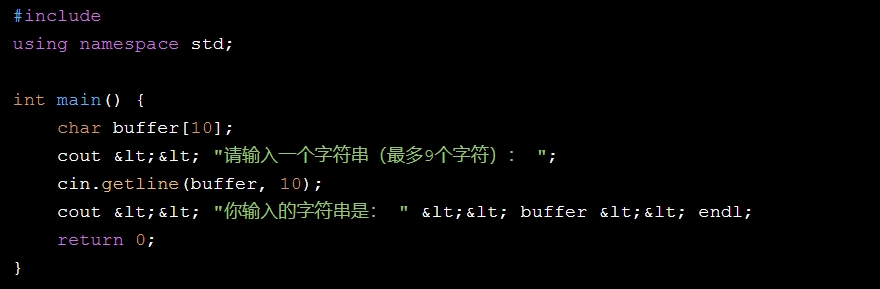 #include
using namespace std;
int main() {
char buffer[10];
cout &lt;&lt; "请输入一个字符串（最多9个字符）： ";
cin.getline(buffer, 10);
cout &lt;&lt; "你输入的字符串是： " &lt;&lt; buffer &lt;&lt; endl;
return 0;
}